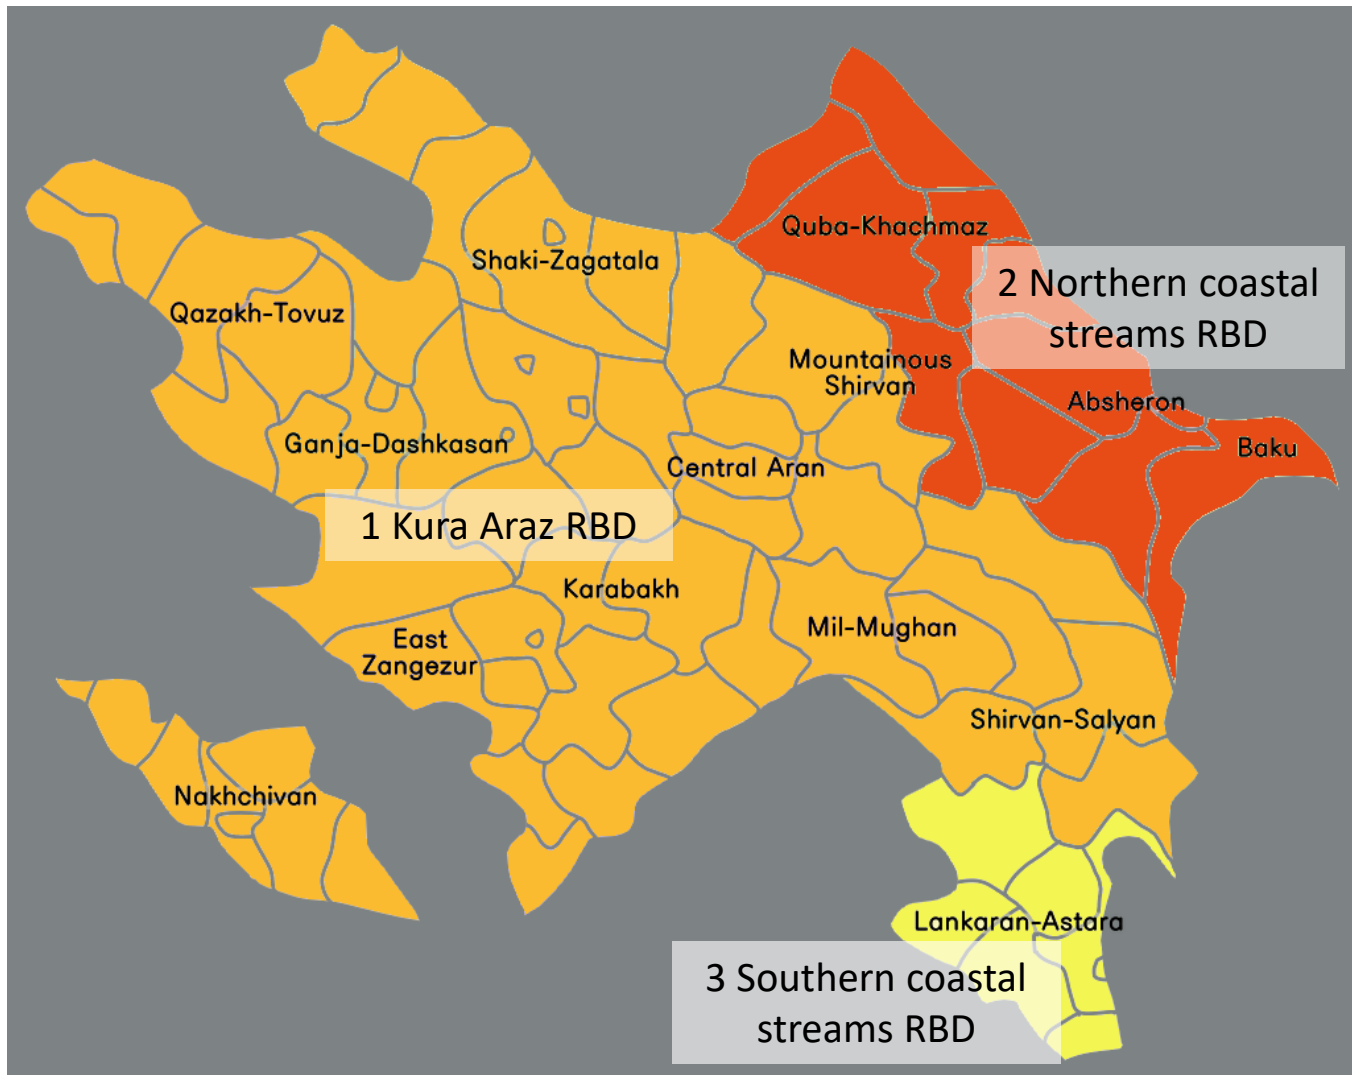 Quba-Khachmaz
Shaki-Zagatala
2 Northern coastal
streams RBD
Qazakh-Tovuz
Mountainous
Shirvan
Absheron
Ganja-Dashkasan
Baku
Central Aran
1 Kura Araz RBD
Karabakh
Mil-Mughan
East
Zangezur
Shirvan-Salyan
Nakhchivan
Lankaran-Astara
3 Southern coastal
streams RBD